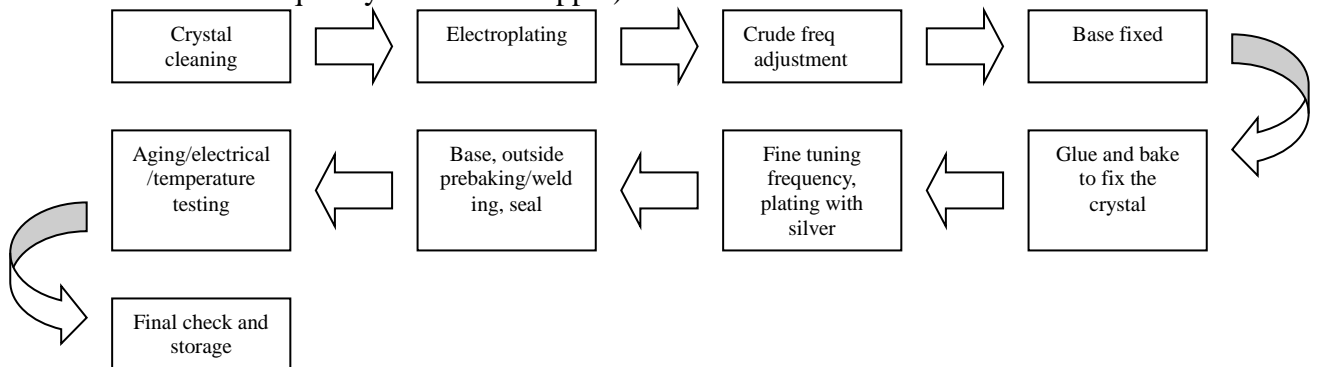 Crystal
cleaning
Electroplating
Crude freq
adjustment
Base fixed
Glue and bake
to fix the
crystal
Fine tuning
frequency,
plating with
silver
Base, outside
prebaking/weld
ing, seal
Aging/electrical
/temperature
testing
Final check and
storage